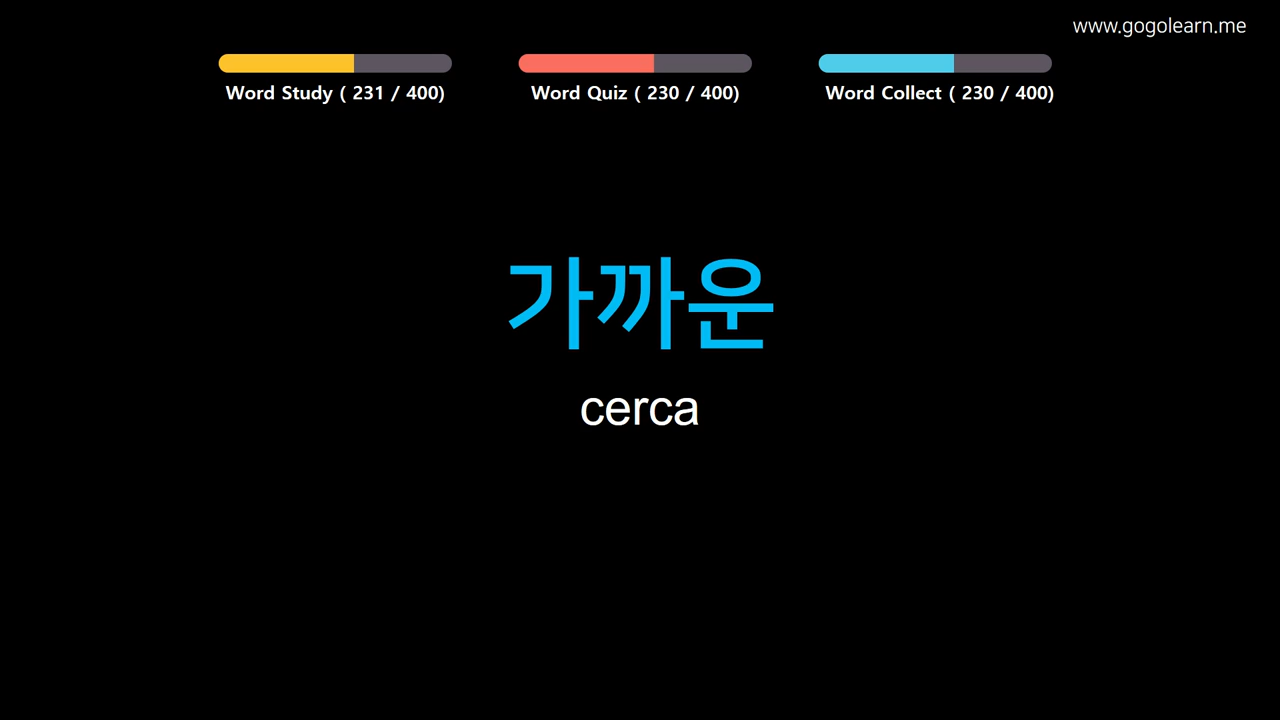 www.gogolearn.me
Word Study ( 231 / 400)
Word Quiz ( 230 / 400)
Word Collect ( 230 / 400)
가까운
cerca